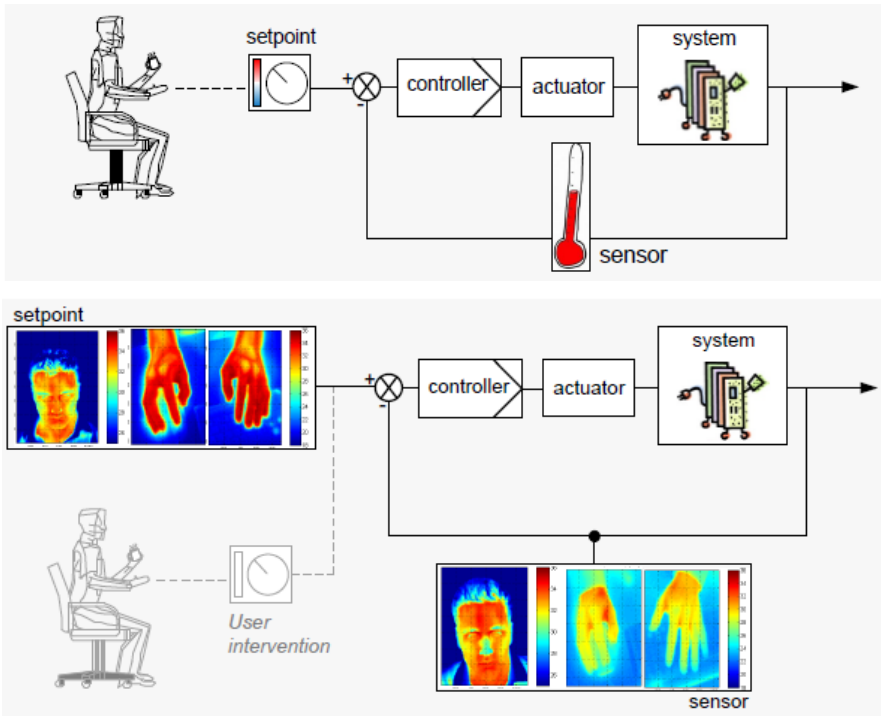 setpoint
system
+
-
controller
actuator
sensor
setpoint
system
+
-
controller
actuator
User
intervention
sensor